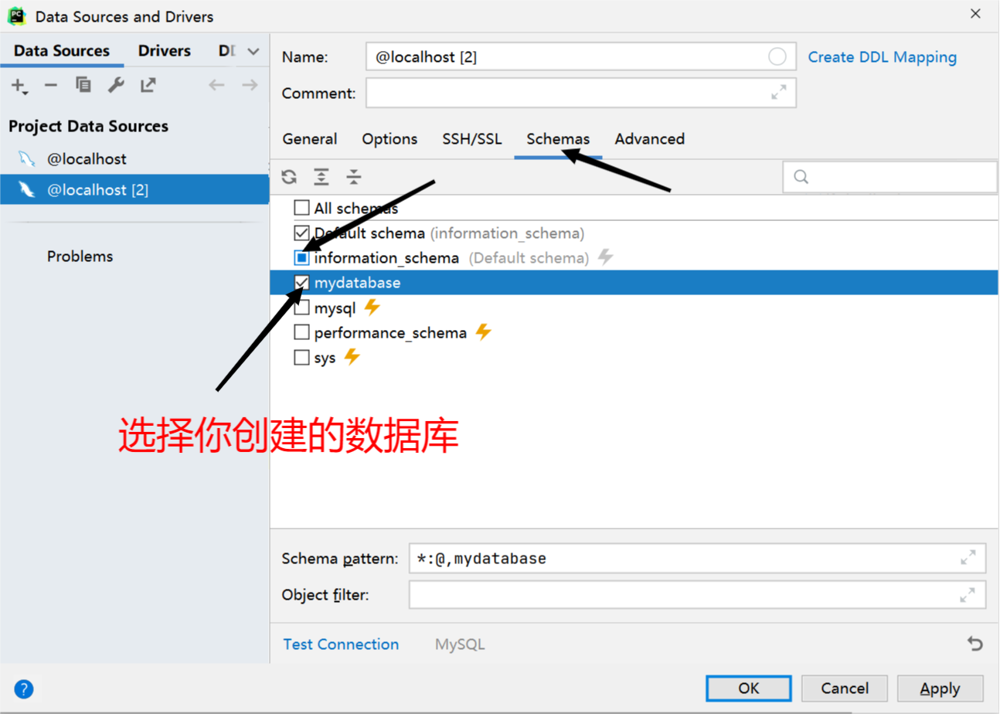 Data Sources and Drivers
Data Sources Drivers DD
Name: @localhost [2] Create DDL Mapping
Comment:
Project Data Sources
@localhost
@localhost [2]
Problems
General Options SSH/SSL Schemas Advanced
All schemas
Default schema (information_schema)
information_schema (Default schema)
mydatabase
mysql
performance_schema
sys
选择你创建的数据库
Schema pattern: *:@,mydatabase
Object filter:
Test Connection MySQL
? OK Cancel Apply